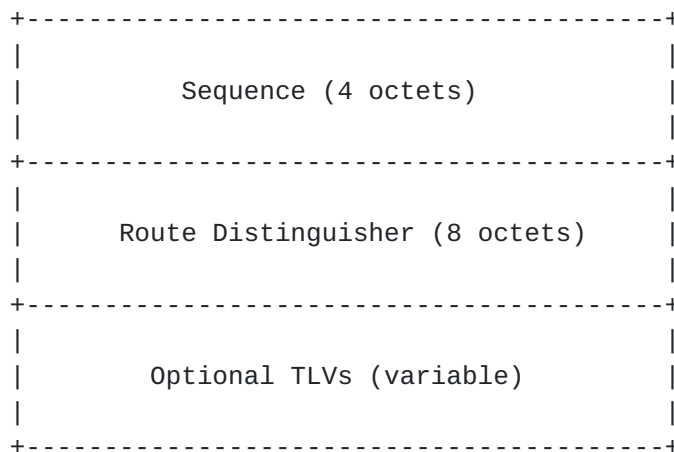 Sequence (4 octets)
Route Distinguisher (8 octets)
Optional TLVs (variable)